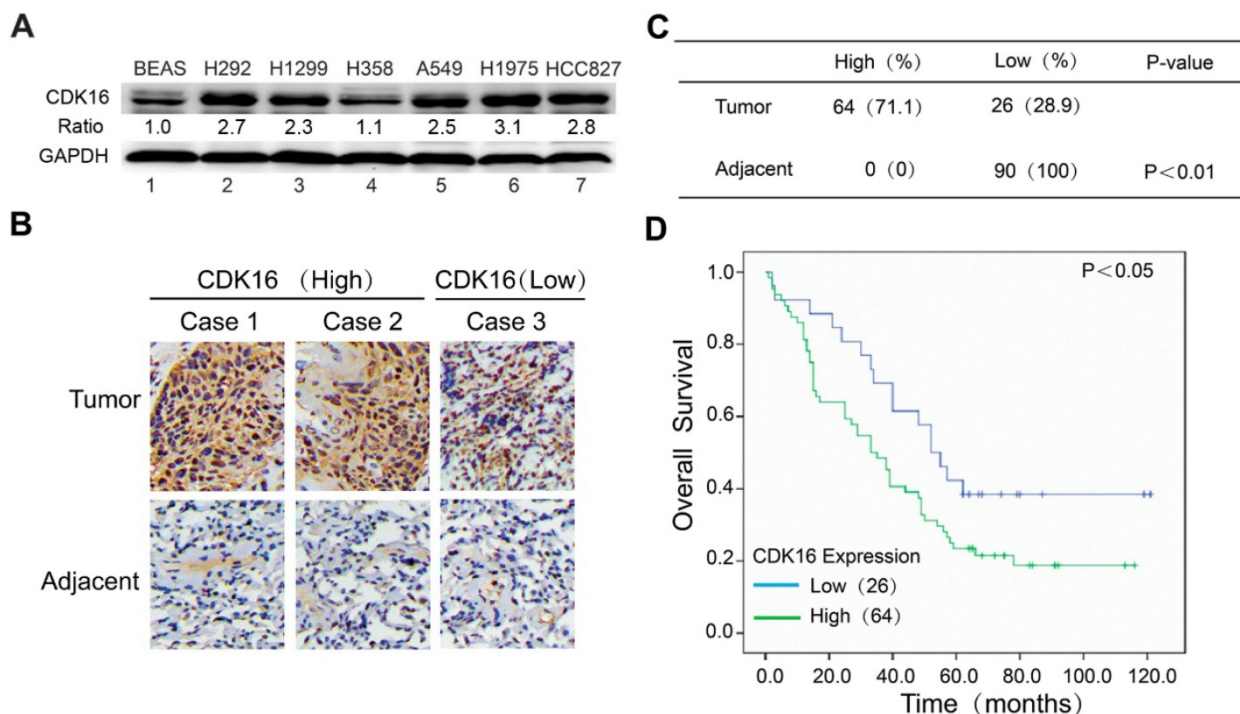 A
BEAS H292 H1299 H358 A549 H1975 HCC827
CDK16
Ratio 1.0 2.7 2.3 1.1 2.5 3.1 2.8
GAPDH
1 2 3 4 5 6 7
B
CDK16 （High） CDK16（Low）
Case 1 Case 2 Case 3
Tumor
Adjacent
C
High（%） Low（%） P-value
Tumor 64（71.1） 26（28.9）
Adjacent 0（0） 90（100） P＜0.01
D
P＜0.05
1.0
0.8
0.6
0.4
0.2
0.0
Overall Survival
CDK16 Expression
Low（26）
High（64）
0.0 20.0 40.0 60.0 80.0 100.0 120.0
Time（months）